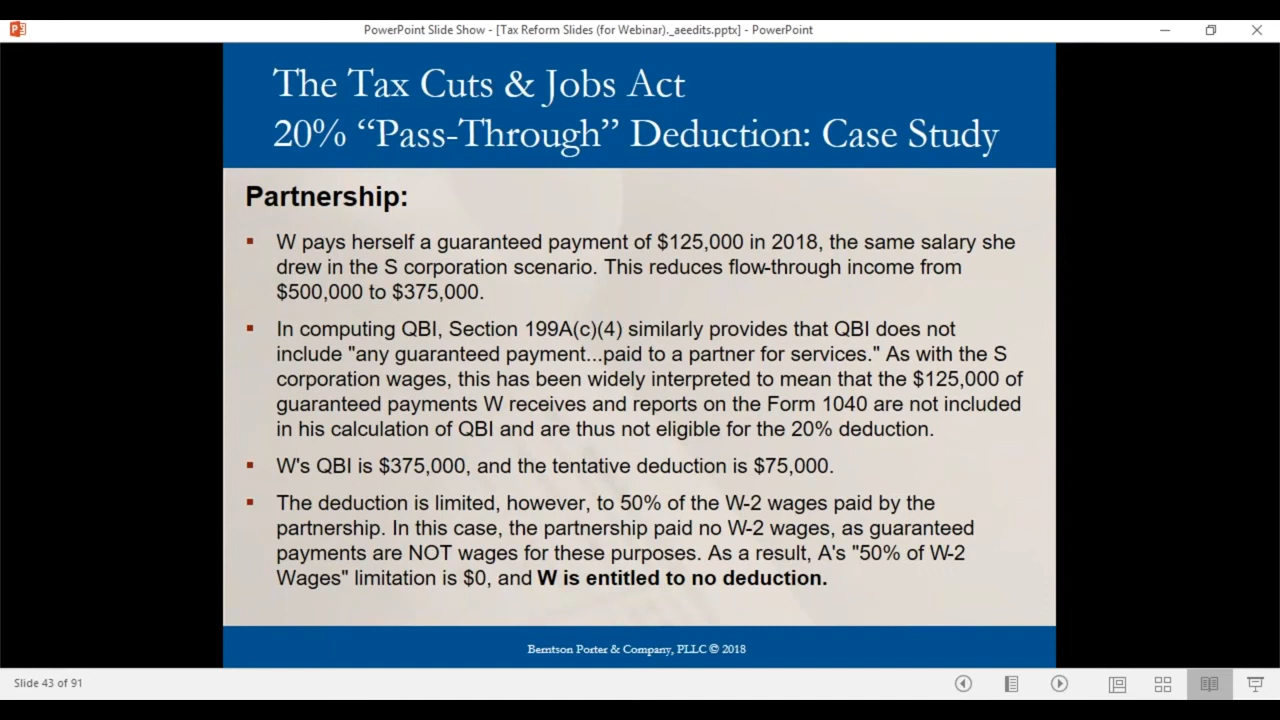 PowerPoint Slide Show - [Tax Reform Slides (for Webinar)._aeedits.pptx] - PowerPoint
The Tax Cuts & Jobs Act
20% “Pass-Through” Deduction: Case Study
Partnership:
▪ W pays herself a guaranteed payment of $125,000 in 2018, the same salary she
drew in the S corporation scenario. This reduces flow-through income from
$500,000 to $375,000.
▪ In computing QBI, Section 199A(c)(4) similarly provides that QBI does not
include "any guaranteed payment...paid to a partner for services." As with the S
corporation wages, this has been widely interpreted to mean that the $125,000 of
guaranteed payments W receives and reports on the Form 1040 are not included
in his calculation of QBI and are thus not eligible for the 20% deduction.
▪ W's QBI is $375,000, and the tentative deduction is $75,000.
▪ The deduction is limited, however, to 50% of the W-2 wages paid by the
partnership. In this case, the partnership paid no W-2 wages, as guaranteed
payments are NOT wages for these purposes. As a result, A's "50% of W-2
Wages" limitation is $0, and W is entitled to no deduction.
Berntson Porter & Company, PLLC © 2018
Slide 43 of 91